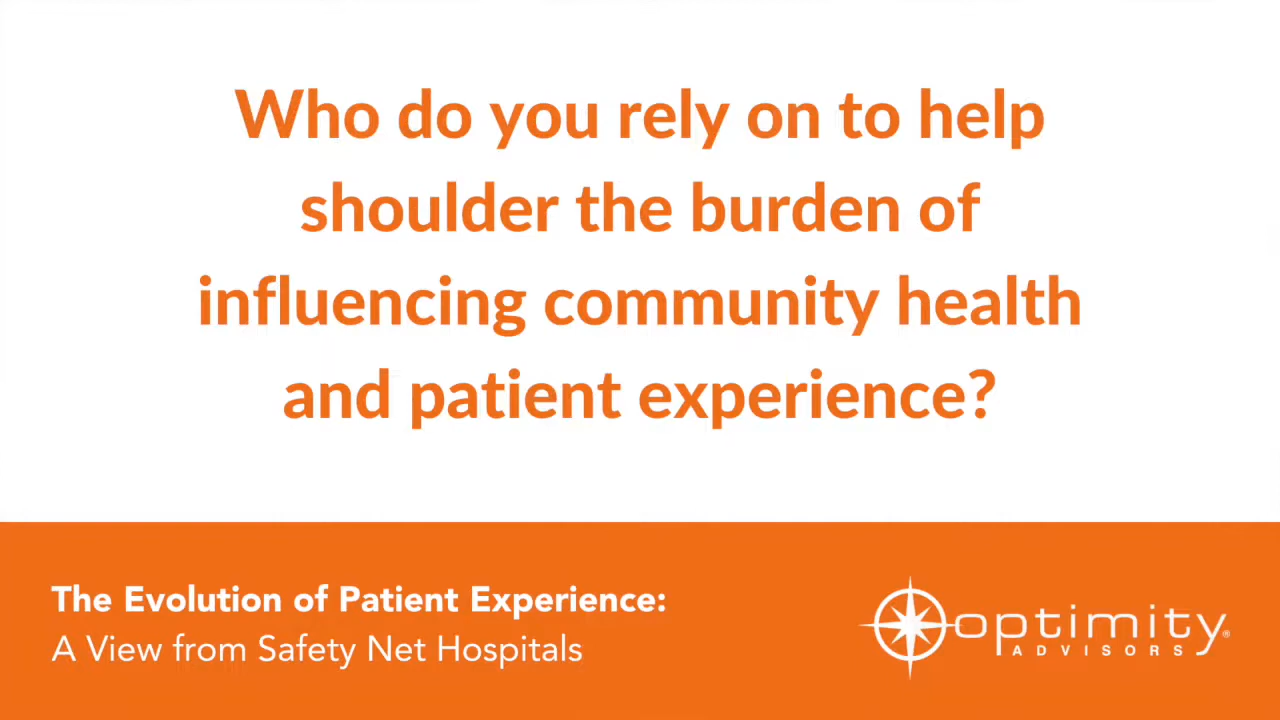 Who do you rely on to help
shoulder the burden of
influencing community health
and patient experience?
The Evolution of Patient Experience:
A View from Safety Net Hospitals
optimity®
ADVISORS